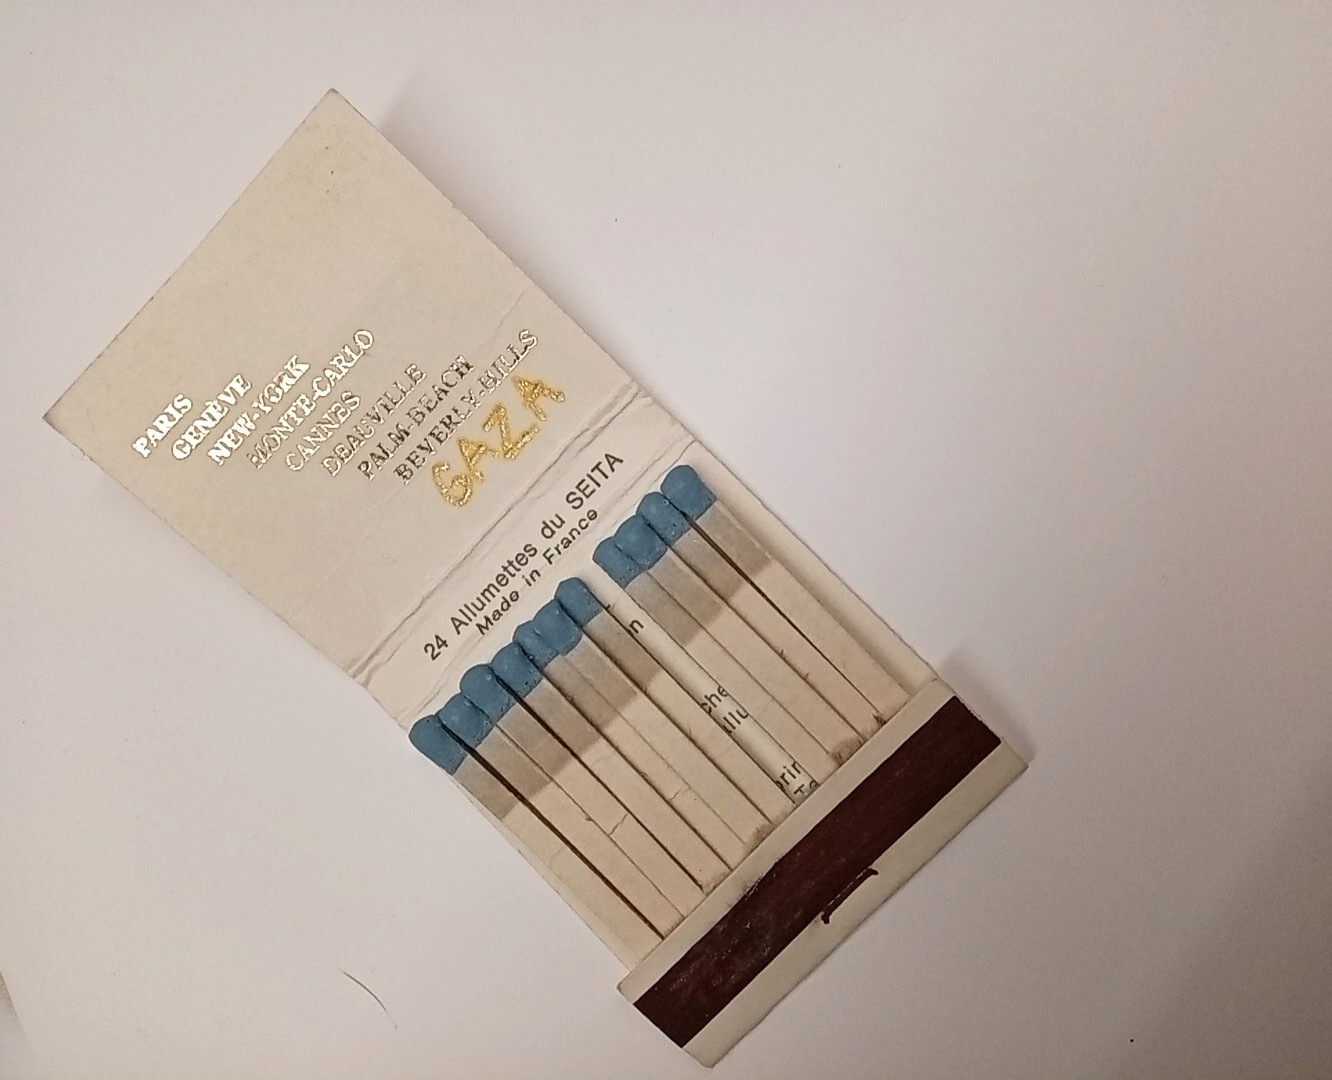 PARIS
GENÈVE
NEW-YORK
MONTE-CARLO
CANNES
DEAUVILLE
PALM-BEACH
BEVERLY-HILLS
GAZA
24 Allumettes du SEITA
Made in France